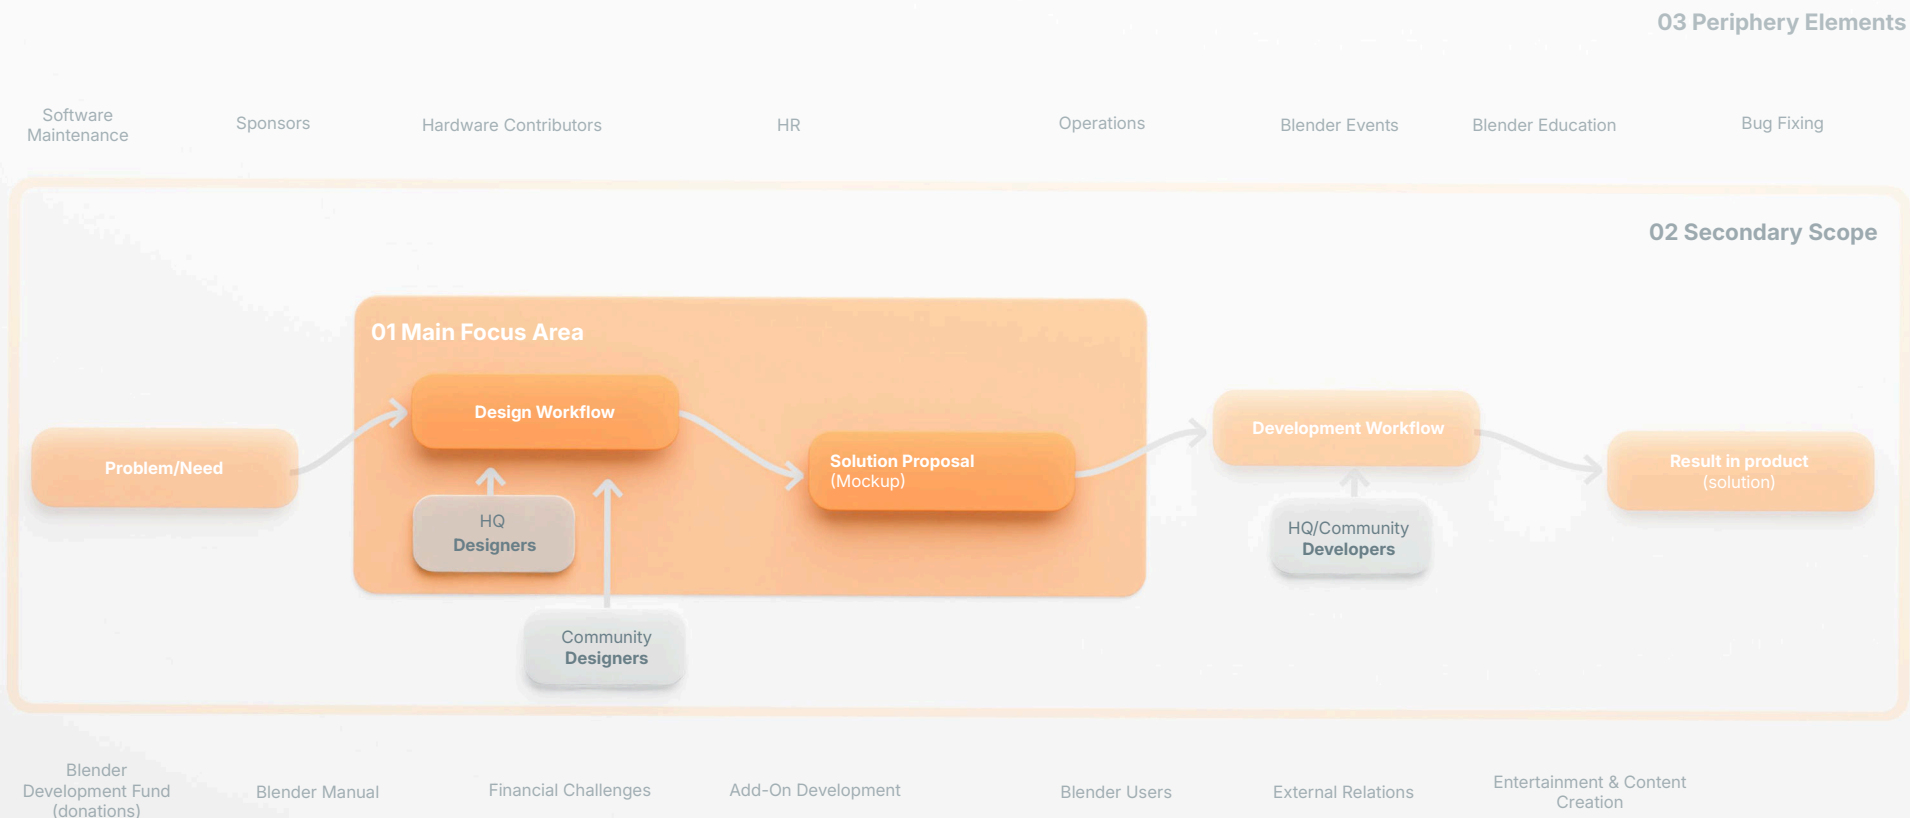 03 Periphery Elements
Software
Maintenance
Sponsors
Hardware Contributors
HR
Operations
Blender Events
Blender Education
Bug Fixing
02 Secondary Scope
01 Main Focus Area
Problem/Need
Design Workflow
HQ
Designers
Community
Designers
Solution Proposal
(Mockup)
Development Workflow
HQ/Community
Developers
Result in product
(solution)
Blender
Development Fund
(donations)
Blender Manual
Financial Challenges
Add-On Development
Blender Users
External Relations
Entertainment & Content
Creation